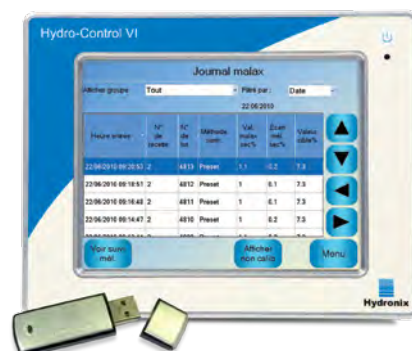 Hydro-Control VI
Journal malax
Afficher groupe Tout Filtré par : Date
22/06/2010
Heure entrée N° de recette N° de lot Méthode contr. Val. malax sec% Ecart mél. sec% Valeur cible%
22/06/2010 09:20:53 2 4813 Preset 1.1 -0.2 7.3
22/06/2010 09:18:51 2 4812 Preset 1 0.1 7.3
22/06/2010 09:16:48 2 4811 Preset 1 0.1 7.3
22/06/2010 09:14:47 2 4810 Preset 1 0.1 7.3
Voir suivi mél. Afficher non calib Menu
Hydronix